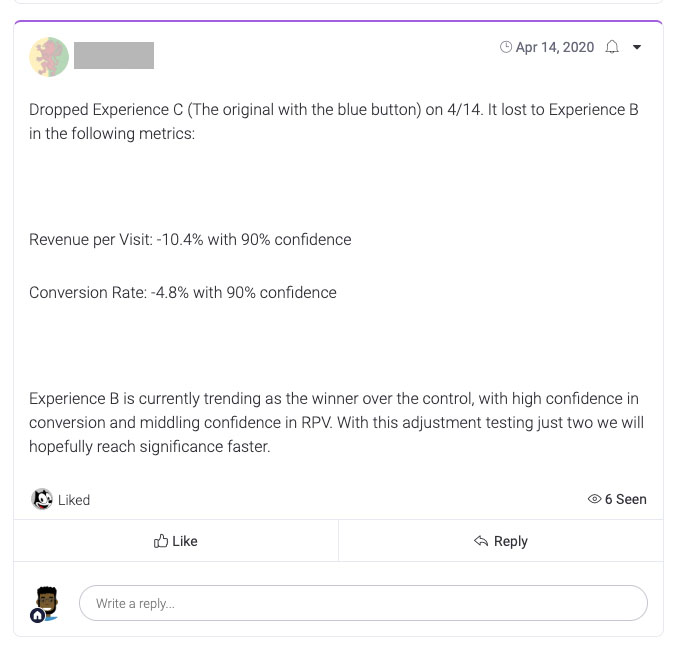 Apr 14, 2020
Dropped Experience C (The original with the blue button) on 4/14. It lost to Experience B
in the following metrics:
Revenue per Visit: -10.4% with 90% confidence
Conversion Rate: -4.8% with 90% confidence
Experience B is currently trending as the winner over the control, with high confidence in
conversion and middling confidence in RPV. With this adjustment testing just two we will
hopefully reach significance faster.
Liked
6 Seen
Like
Reply
Write a reply...